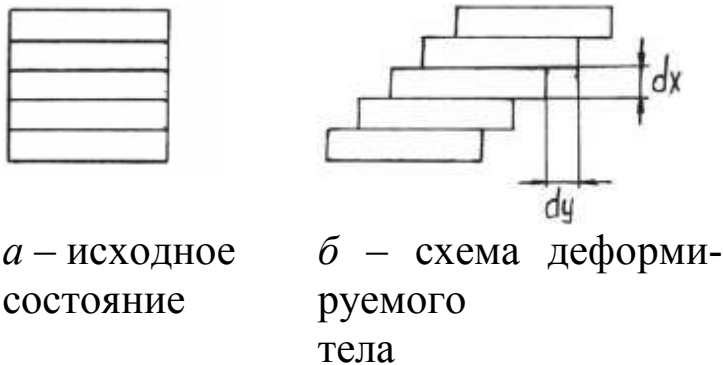 dx
dy
а – исходное
состояние
б – схема деформи-
руемого
тела